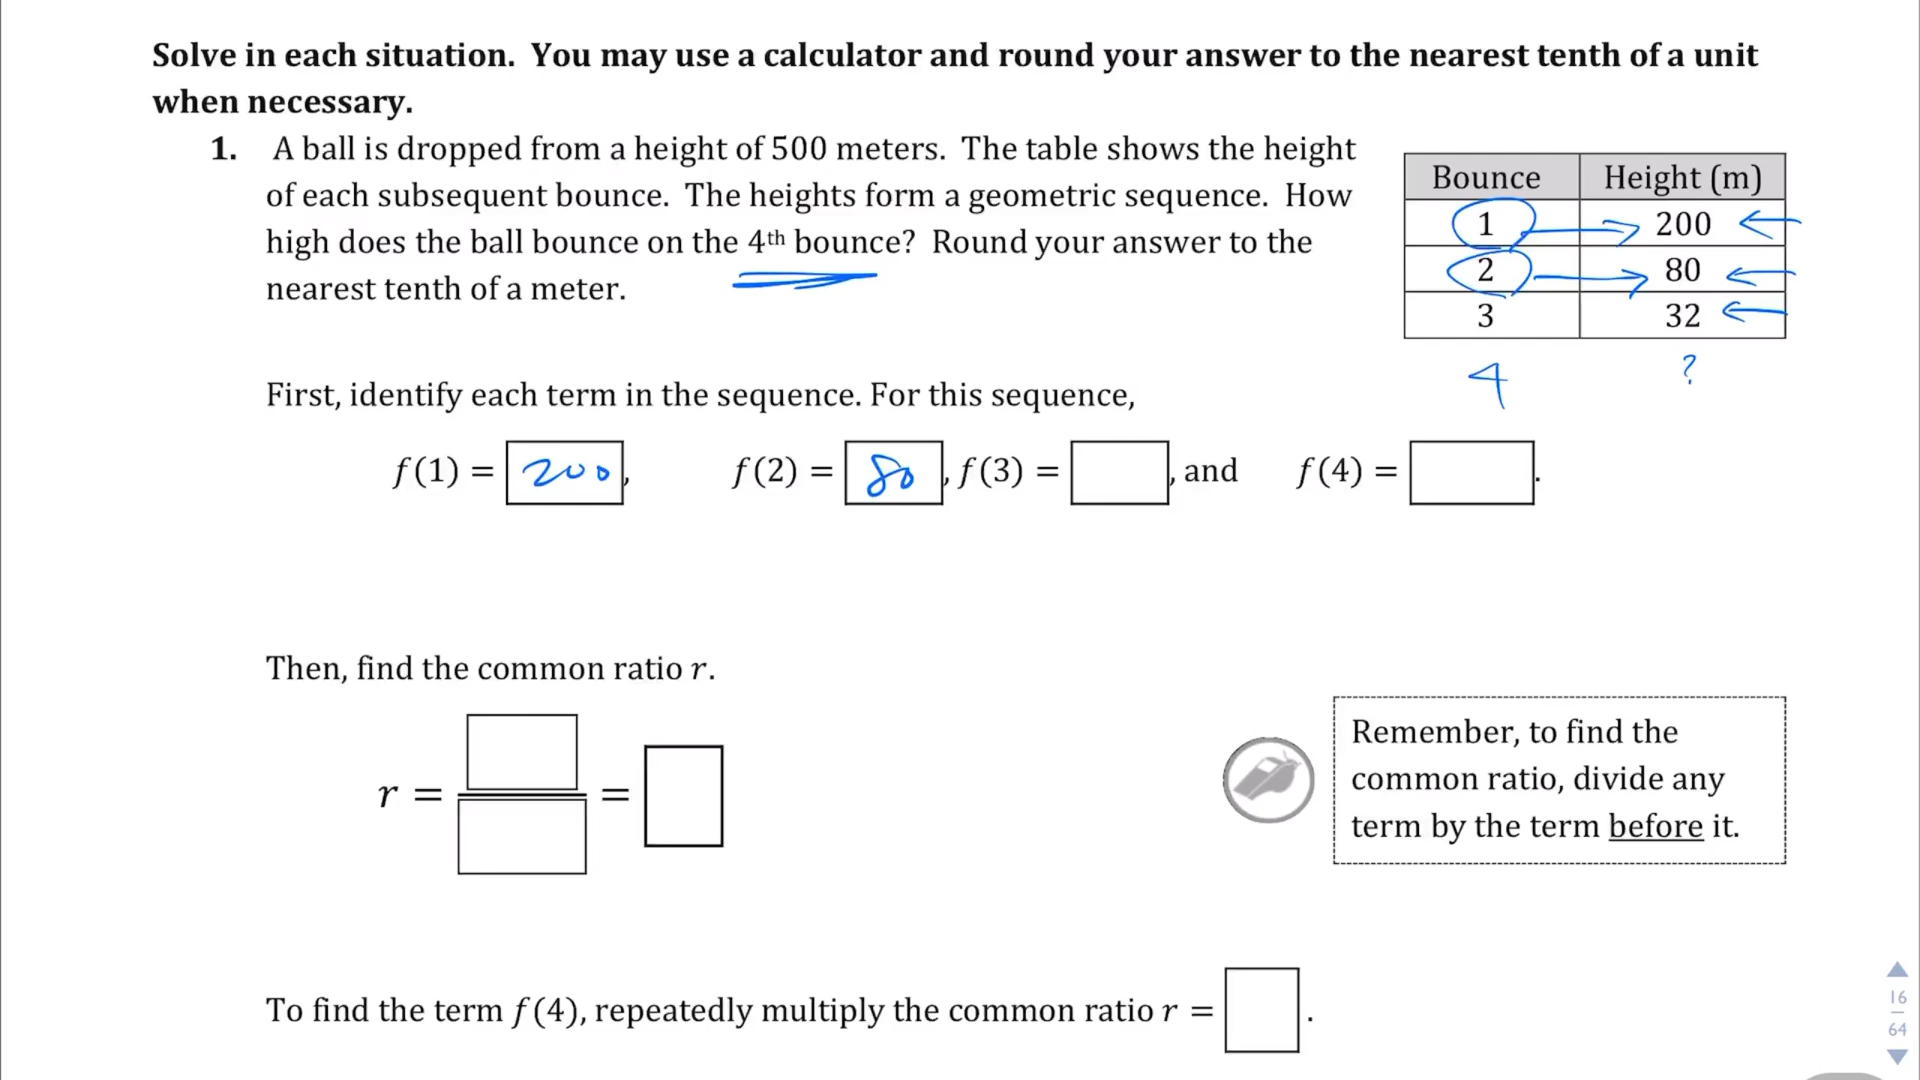 Solve in each situation. You may use a calculator and round your answer to the nearest tenth of a unit
when necessary.
1. A ball is dropped from a height of 500 meters. The table shows the height
of each subsequent bounce. The heights form a geometric sequence. How
high does the ball bounce on the 4th bounce? Round your answer to the
nearest tenth of a meter.
Bounce Height (m)
1 200
2 80
3 32
4 ?
First, identify each term in the sequence. For this sequence,
f(1) = 200, f(2) = 80, f(3) = , and f(4) = .
Then, find the common ratio r.
r = =
Remember, to find the
common ratio, divide any
term by the term before it.
To find the term f(4), repeatedly multiply the common ratio r = .
16
64